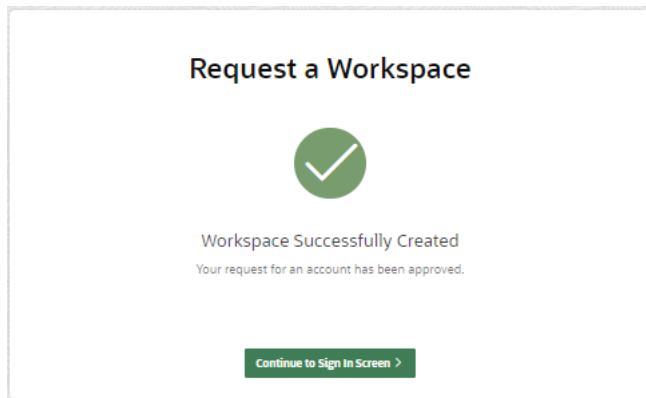 Request a Workspace
Workspace Successfully Created
Your request for an account has been approved.
Continue to Sign In Screen >